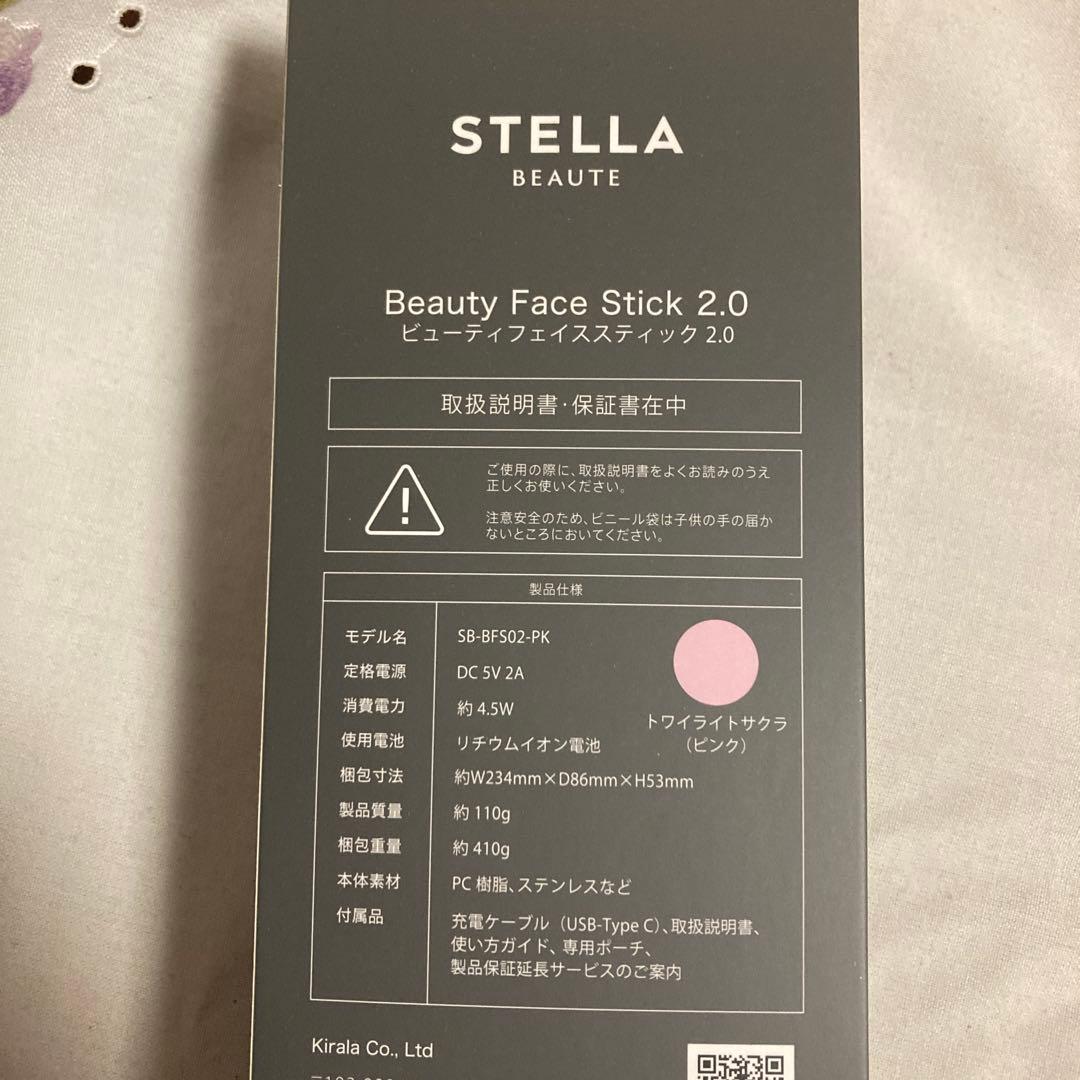 STELLA
BEAUTE
Beauty Face Stick 2.0
ビューティフェイススティック 2.0
取扱説明書・保証書在中
ご使用の際に、取扱説明書をよくお読みのうえ
正しくお使いください。
注意安全のため、ビニール袋は子供の手の届か
ないところにおいてください。
製品仕様
モデル名 SB-BFS02-PK
定格電源 DC 5V 2A
消費電力 約 4.5W
トワイライトサクラ
（ピンク）
使用電池 リチウムイオン電池
梱包寸法 約W234mm×D86mm×H53mm
製品質量 約 110g
梱包重量 約 410g
本体素材 PC 樹脂、ステンレスなど
付属品 充電ケーブル（USB-Type C）、取扱説明書、
使い方ガイド、専用ポーチ、
製品保証延長サービスのご案内
Kirala Co., Ltd